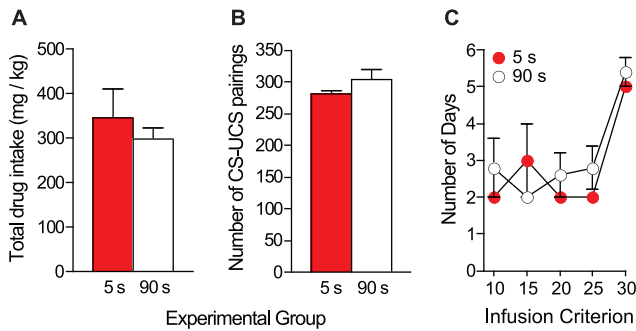 A
Total drug intake (mg / kg)
500
400
300
200
100
0
5 s 90 s
B
Number of CS-UCS pairings
350
300
250
200
150
100
50
0
5 s 90 s
Experimental Group
C
Number of Days
6
5
4
3
2
1
0
5 s
90 s
10 15 20 25 30
Infusion Criterion